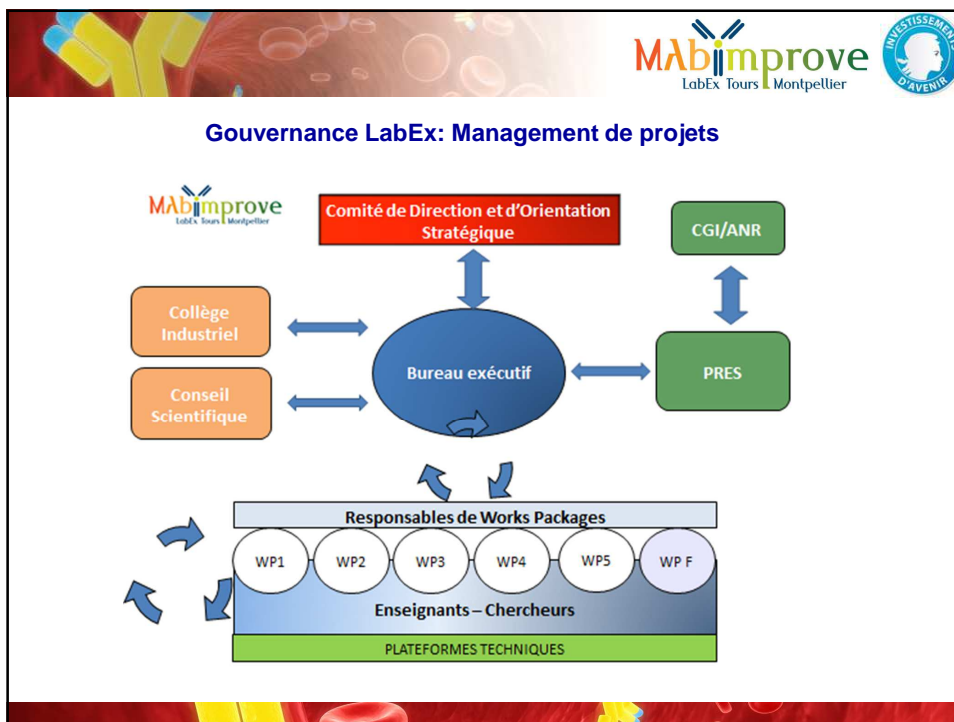 MAbimprove
LabEx Tours Montpellier
INVESTISSEMENTS
D'AVENIR
Gouvernance LabEx: Management de projets
MAbimprove
LabEx Tours Montpellier
Comité de Direction et d'Orientation
Stratégique
CGI/ANR
Collège
Industriel
Bureau exécutif
PRES
Conseil
Scientifique
Responsables de Works Packages
WP1 WP2 WP3 WP4 WP5 WP F
Enseignants – Chercheurs
PLATEFORMES TECHNIQUES